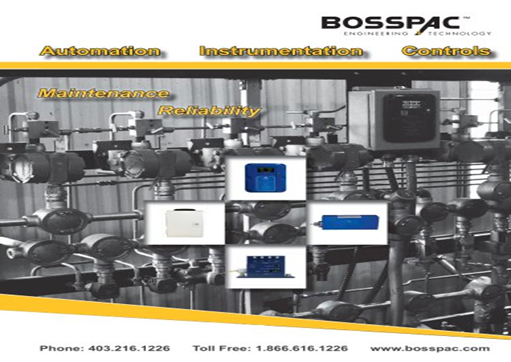 BOSSPAC™
ENGINEERING & TECHNOLOGY
Automation Instrumentation Controls
Maintenance
Reliability
Phone: 403.216.1226 Toll Free: 1.866.616.1226 www.bosspac.com